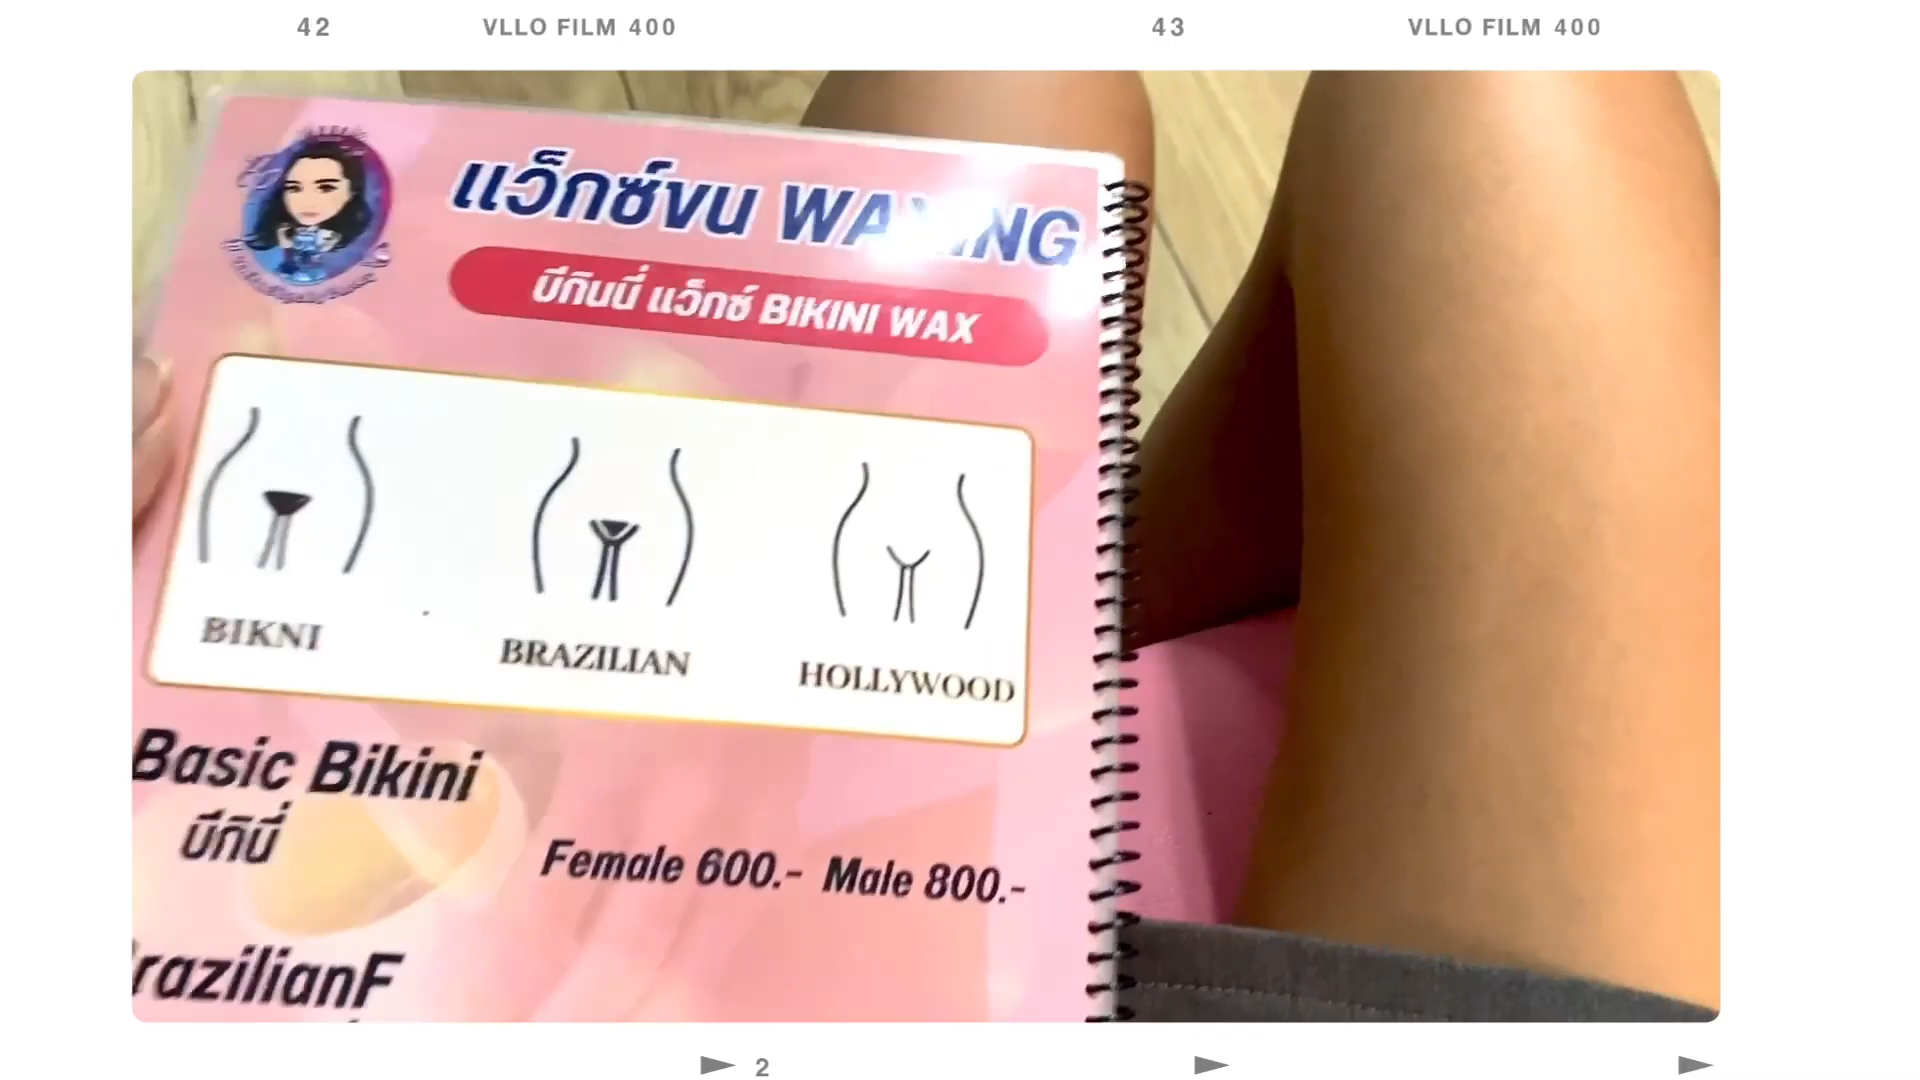 42 VLLO FILM 400 43 VLLO FILM 400
แว็กซ์ขน WAXING
บีกินนี่ แว็กซ์ BIKINI WAX
BIKNI BRAZILIAN HOLLYWOOD
Basic Bikini
บีกินี่
Female 600.- Male 800.-
razilianF
2